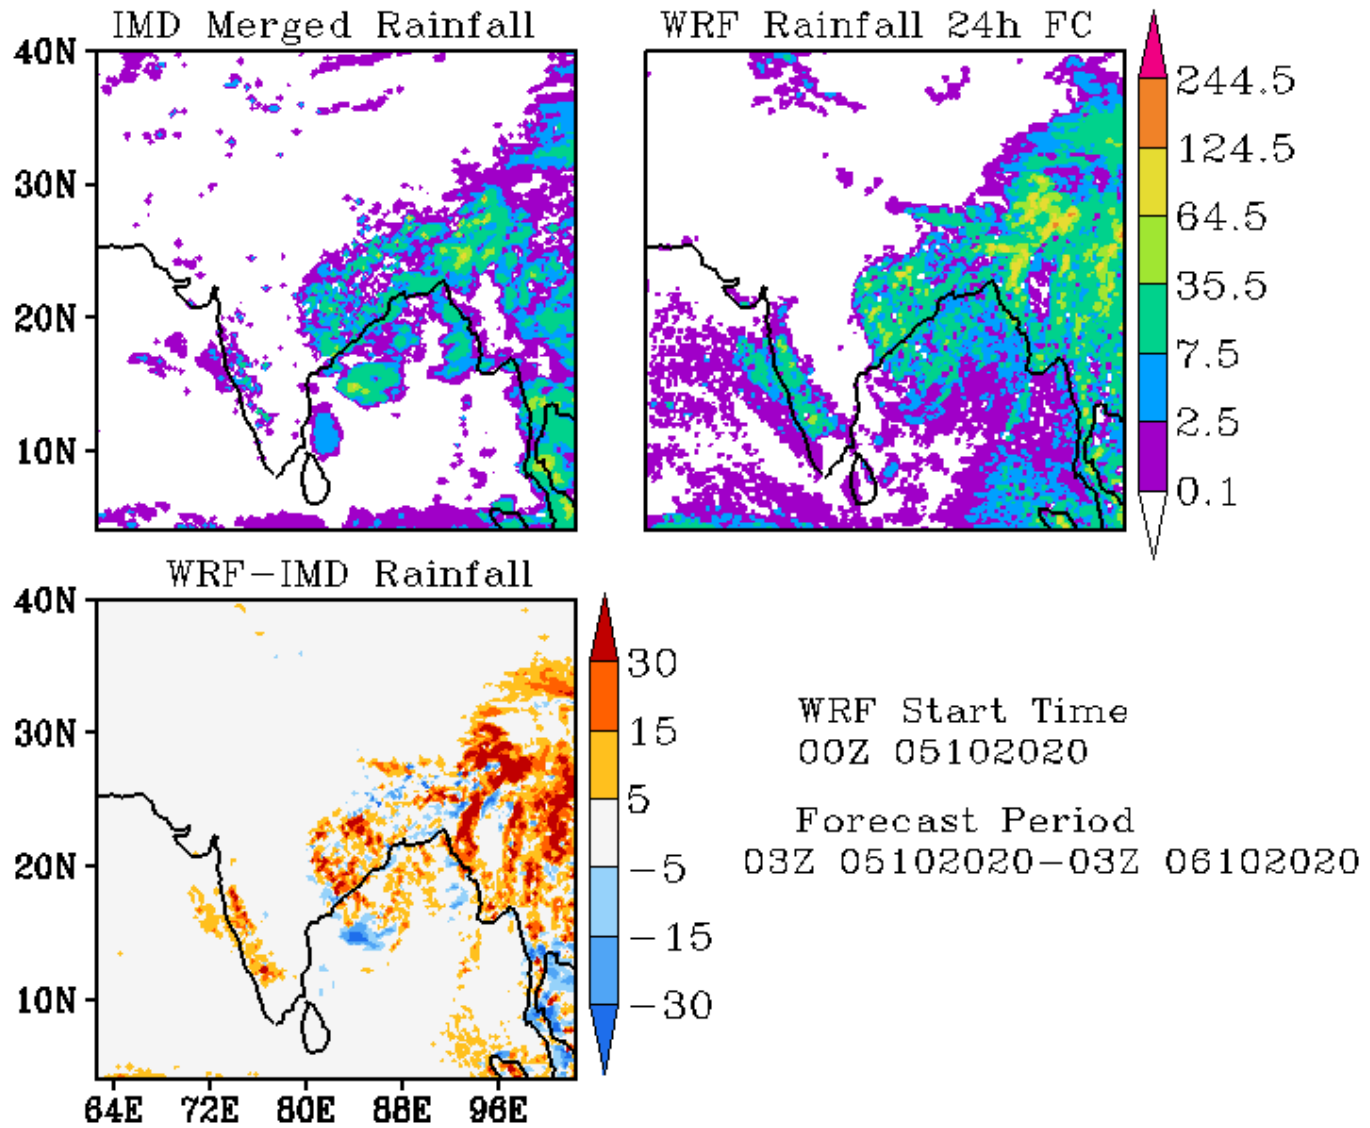 IMD Merged Rainfall
WRF Rainfall 24h FC
40N
30N
20N
10N
244.5
124.5
64.5
35.5
7.5
2.5
0.1
WRF-IMD Rainfall
40N
30N
20N
10N
64E 72E 80E 88E 96E
30
15
5
-5
-15
-30
WRF Start Time
00Z 05102020
Forecast Period
03Z 05102020-03Z 06102020